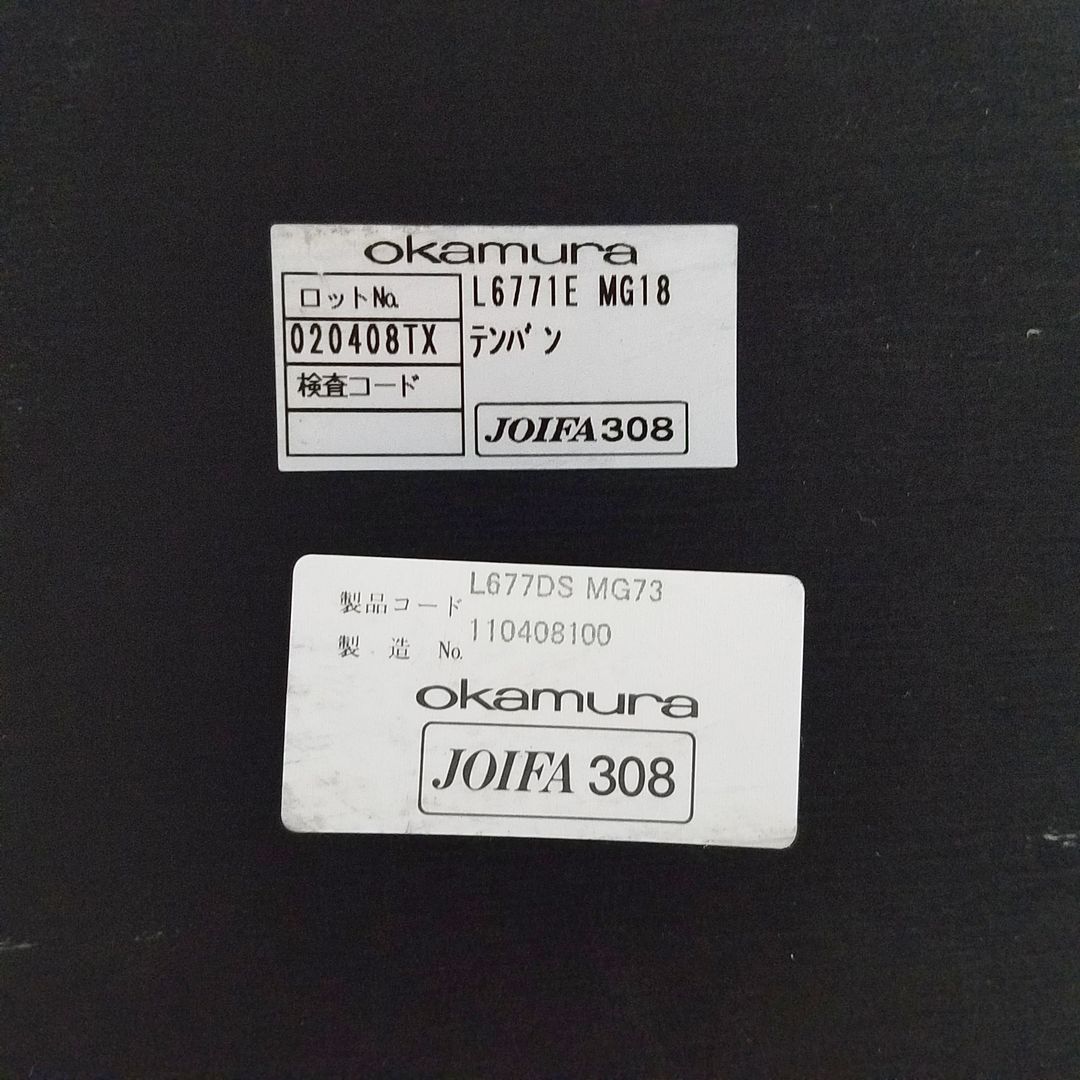 okamura
ロットNo.
L6771E MG18
020408TX
テンバン
検査コード
JOIFA308
製品コード L677DS MG73
製造 No. 110408100
okamura
JOIFA 308